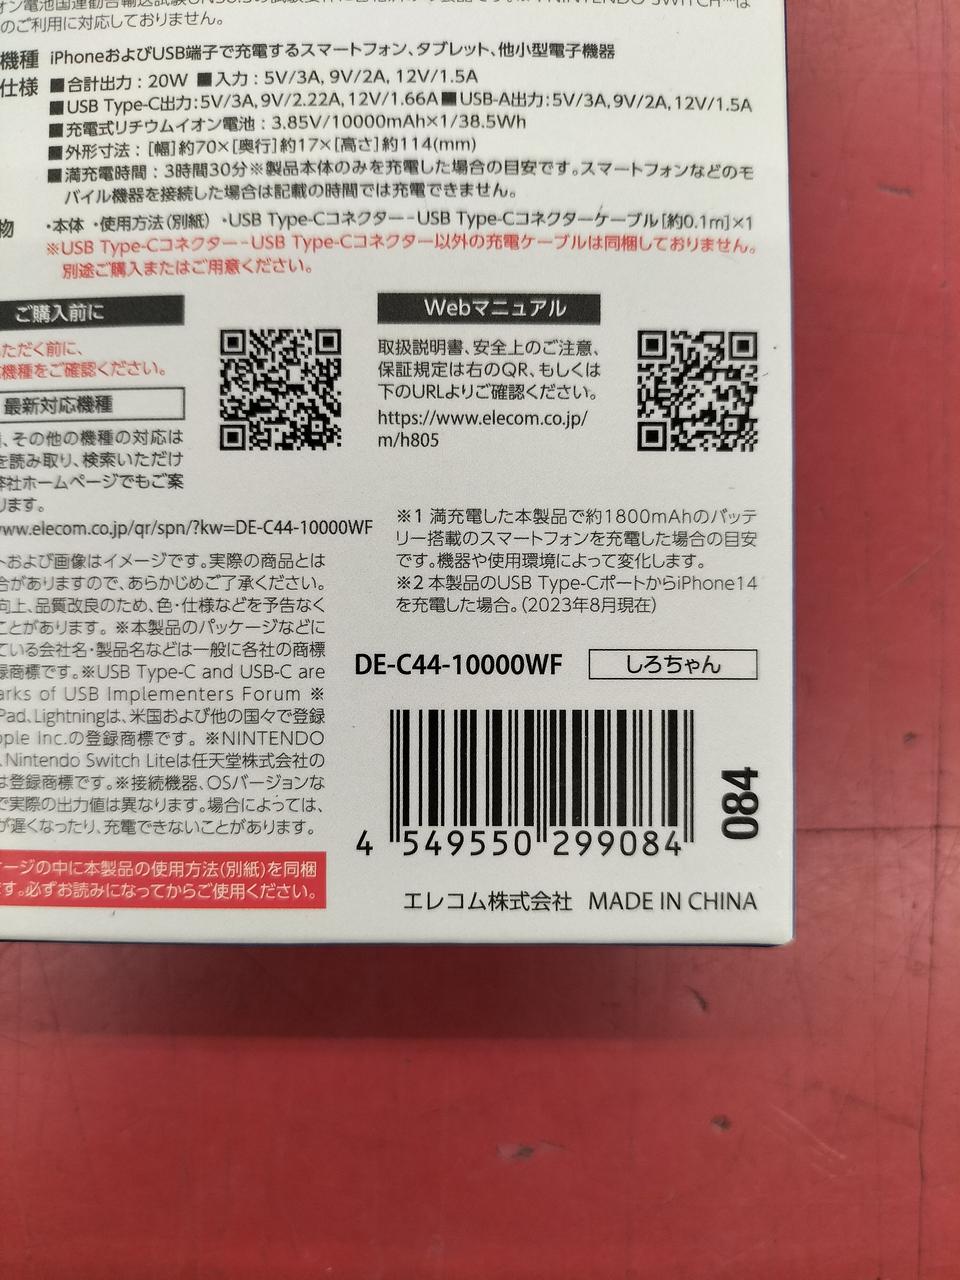 のご利用に対応しておりません。
機種 iPhoneおよびUSB端子で充電するスマートフォン、タブレット、他小型電子機器
仕様 ■合計出力：20W ■入力：5V/3A, 9V/2A, 12V/1.5A
■USB Type-C出力：5V/3A, 9V/2.22A, 12V/1.66A ■USB-A出力：5V/3A, 9V/2A, 12V/1.5A
■充電式リチウムイオン電池：3.85V/10000mAh×1/38.5Wh
■外形寸法：[幅]約70×[奥行]約17×[高さ]約114(mm)
■満充電時間：3時間30分※製品本体のみを充電した場合の目安です。スマートフォンなどのモ
バイル機器を接続した場合は記載の時間では充電できません。
物 ・本体 ・使用方法（別紙） ・USB Type-Cコネクター-USB Type-Cコネクターケーブル[約0.1m]×1
※USB Type-Cコネクター-USB Type-Cコネクター以外の充電ケーブルは同梱しておりません。
別途ご購入またはご用意ください。
ご購入前に
ただく前に、
機種をご確認ください。
最新対応機種
、その他の機種の対応は
を読み取り、検索いただけ
弊社ホームページでもご案
ります。
www.elecom.co.jp/qr/spn/?kw=DE-C44-10000WF
Webマニュアル
取扱説明書、安全上のご注意、
保証規定は右のQR、もしくは
下のURLよりご確認ください。
https://www.elecom.co.jp/
m/h805
トおよび画像はイメージです。実際の商品とは
合がありますので、あらかじめご了承ください。
向上、品質改良のため、色・仕様などを予告なく
ことがあります。 ※本製品のパッケージなどに
ている会社名・製品名などは一般に各社の商標
録商標です。※USB Type-C and USB-C are
arks of USB Implementers Forum ※
Pad、Lightningは、米国および他の国々で登録
pple Inc.の登録商標です。 ※NINTENDO
、Nintendo Switch Liteは任天堂株式会社の
は登録商標です。※接続機器、OSバージョンな
で実際の出力値は異なります。場合によっては、
が遅くなったり、充電できないことがあります。
ージの中に本製品の使用方法(別紙)を同梱
す。必ずお読みになってからご使用ください。
※1 満充電した本製品で約1800mAhのバッテ
リー搭載のスマートフォンを充電した場合の目安
です。機器や使用環境によって変化します。
※2 本製品のUSB Type-CポートからiPhone14
を充電した場合。（2023年8月現在）
DE-C44-10000WF しろちゃん
4 549550 299084
084
エレコム株式会社 MADE IN CHINA